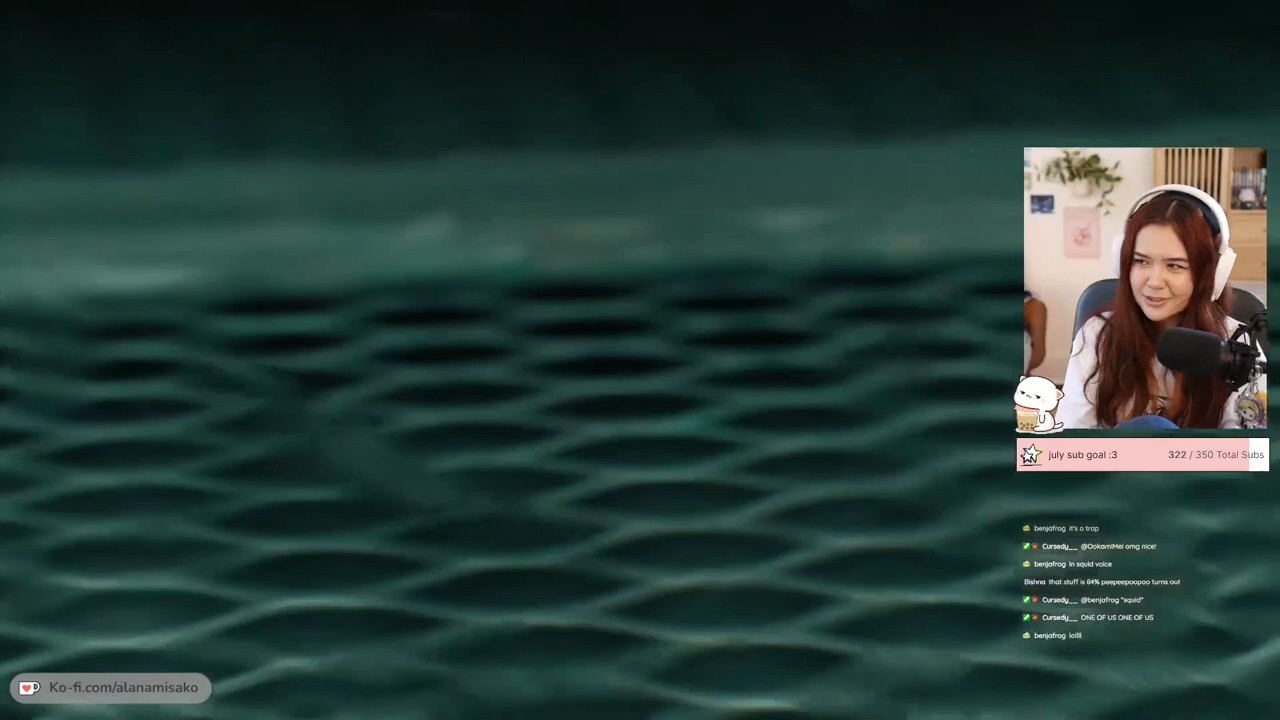 july sub goal :3 322 / 350 Total Subs
benjafrog it's a trap
Cursedy__ @OokamiMei omg nice!
benjafrog in squid voice
Bishna that stuff is 84% peepeepoopoo turns out
Cursedy__ @benjafrog "squid"
Cursedy__ ONE OF US ONE OF US
benjafrog lollll
Ko-fi.com/alanamisako